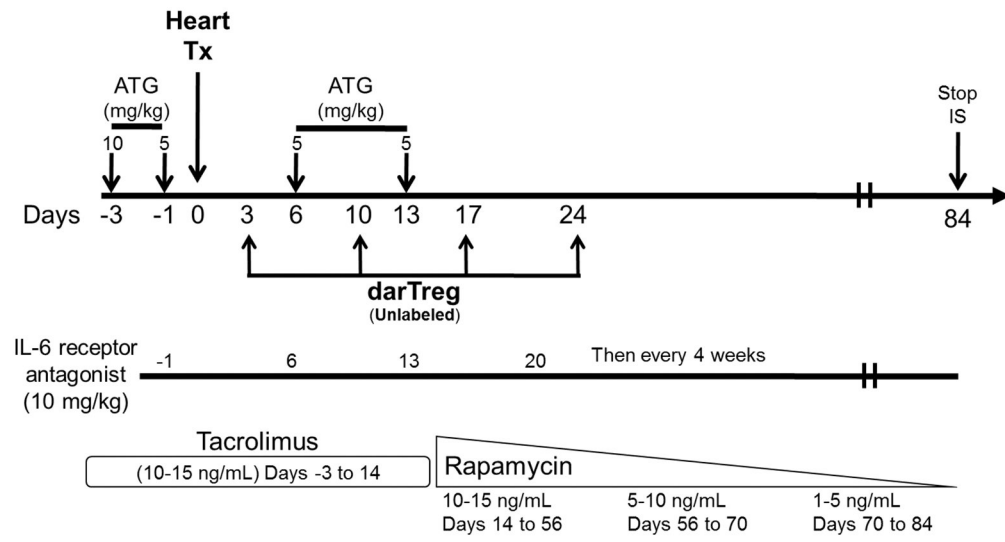 Heart
Tx
ATG
(mg/kg)
10 5
ATG
(mg/kg)
5 5
Stop
IS
Days -3 -1 0 3 6 10 13 17 24 84
darTreg
(Unlabeled)
IL-6 receptor
antagonist
(10 mg/kg)
-1 6 13 20 Then every 4 weeks
Tacrolimus
(10-15 ng/mL) Days -3 to 14
Rapamycin
10-15 ng/mL
Days 14 to 56
5-10 ng/mL
Days 56 to 70
1-5 ng/mL
Days 70 to 84